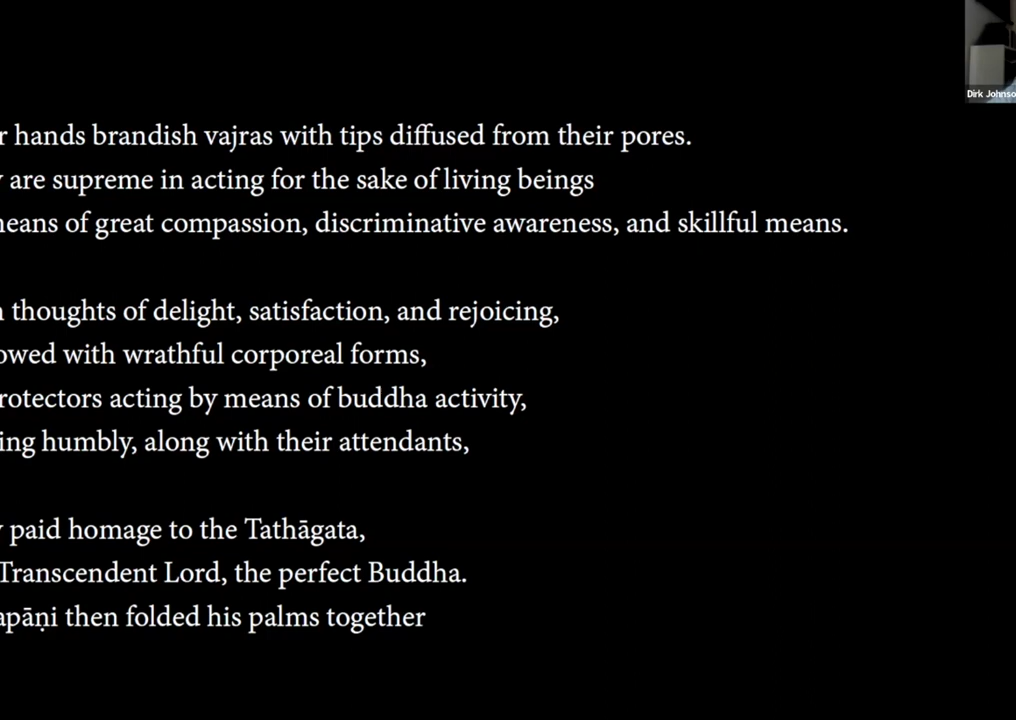 Dirk Johnso
r hands brandish vajras with tips diffused from their pores.
y are supreme in acting for the sake of living beings
neans of great compassion, discriminative awareness, and skillful means.
n thoughts of delight, satisfaction, and rejoicing,
owed with wrathful corporeal forms,
rotectors acting by means of buddha activity,
ing humbly, along with their attendants,
y paid homage to the Tathāgata,
Transcendent Lord, the perfect Buddha.
apāṇi then folded his palms together